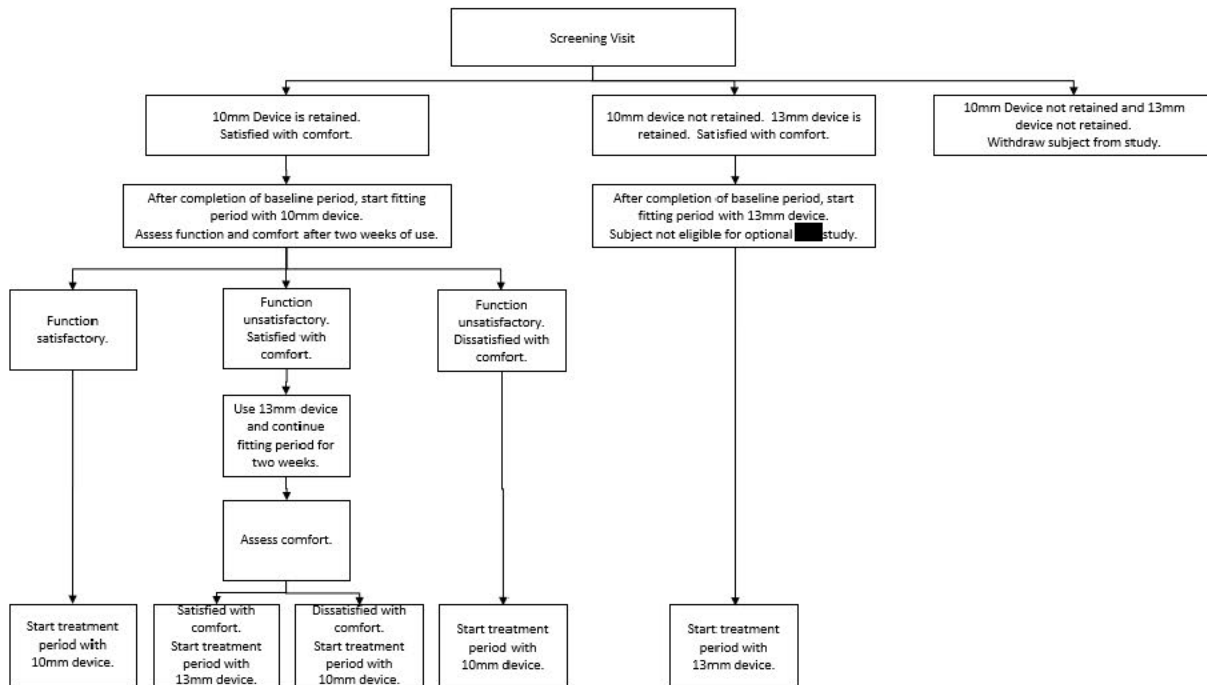 Screening Visit
10mm Device is retained.
Satisfied with comfort.
10mm device not retained. 13mm device is
retained. Satisfied with comfort.
10mm Device not retained and 13mm
device not retained.
Withdraw subject from study.
After completion of baseline period, start fitting
period with 10mm device.
Assess function and comfort after two weeks of use.
After completion of baseline period, start
fitting period with 13mm device.
Subject not eligible for optional study.
Function
satisfactory.
Function
unsatisfactory.
Satisfied with
comfort.
Function
unsatisfactory.
Dissatisfied with
comfort.
Use 13mm device
and continue
fitting period for
two weeks.
Assess comfort.
Start treatment
period with
10mm device.
Satisfied with
comfort.
Start treatment
period with
13mm device.
Dissatisfied with
comfort.
Start treatment
period with
10mm device.
Start treatment
period with
10mm device.
Start treatment
period with
13mm device.